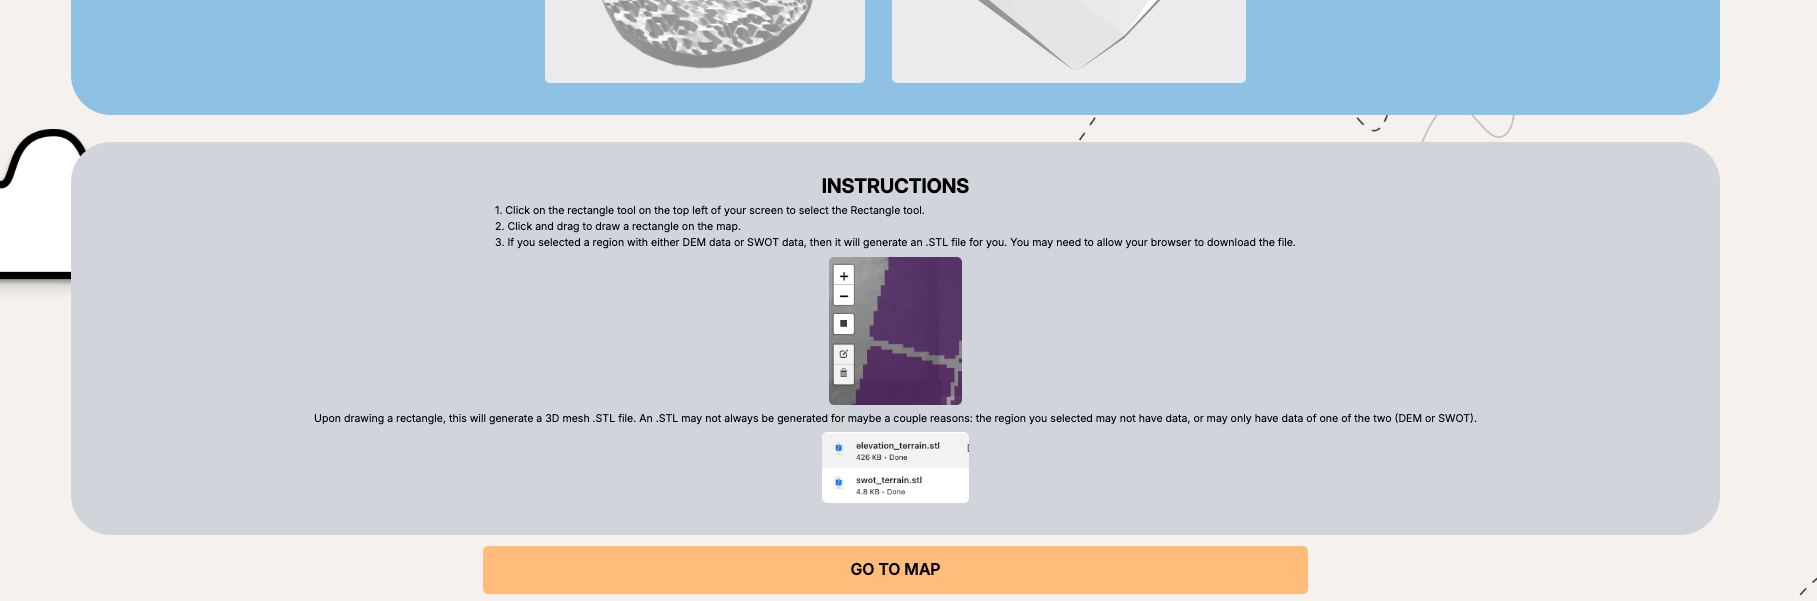 INSTRUCTIONS
1. Click on the rectangle tool on the top left of your screen to select the Rectangle tool.
2. Click and drag to draw a rectangle on the map.
3. If you selected a region with either DEM data or SWOT data, then it will generate an .STL file for you. You may need to allow your browser to download the file.
+
−
Upon drawing a rectangle, this will generate a 3D mesh .STL file. An .STL may not always be generated for maybe a couple reasons: the region you selected may not have data, or may only have data of one of the two (DEM or SWOT).
elevation_terrain.stl
426 KB • Done
swot_terrain.stl
4.8 KB • Done
GO TO MAP